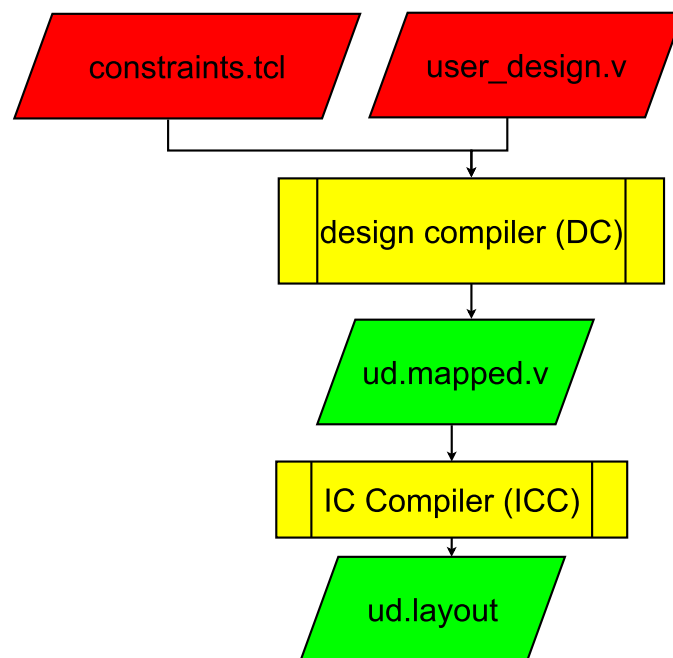 constraints.tcl
user_design.v
design compiler (DC)
ud.mapped.v
IC Compiler (ICC)
ud.layout